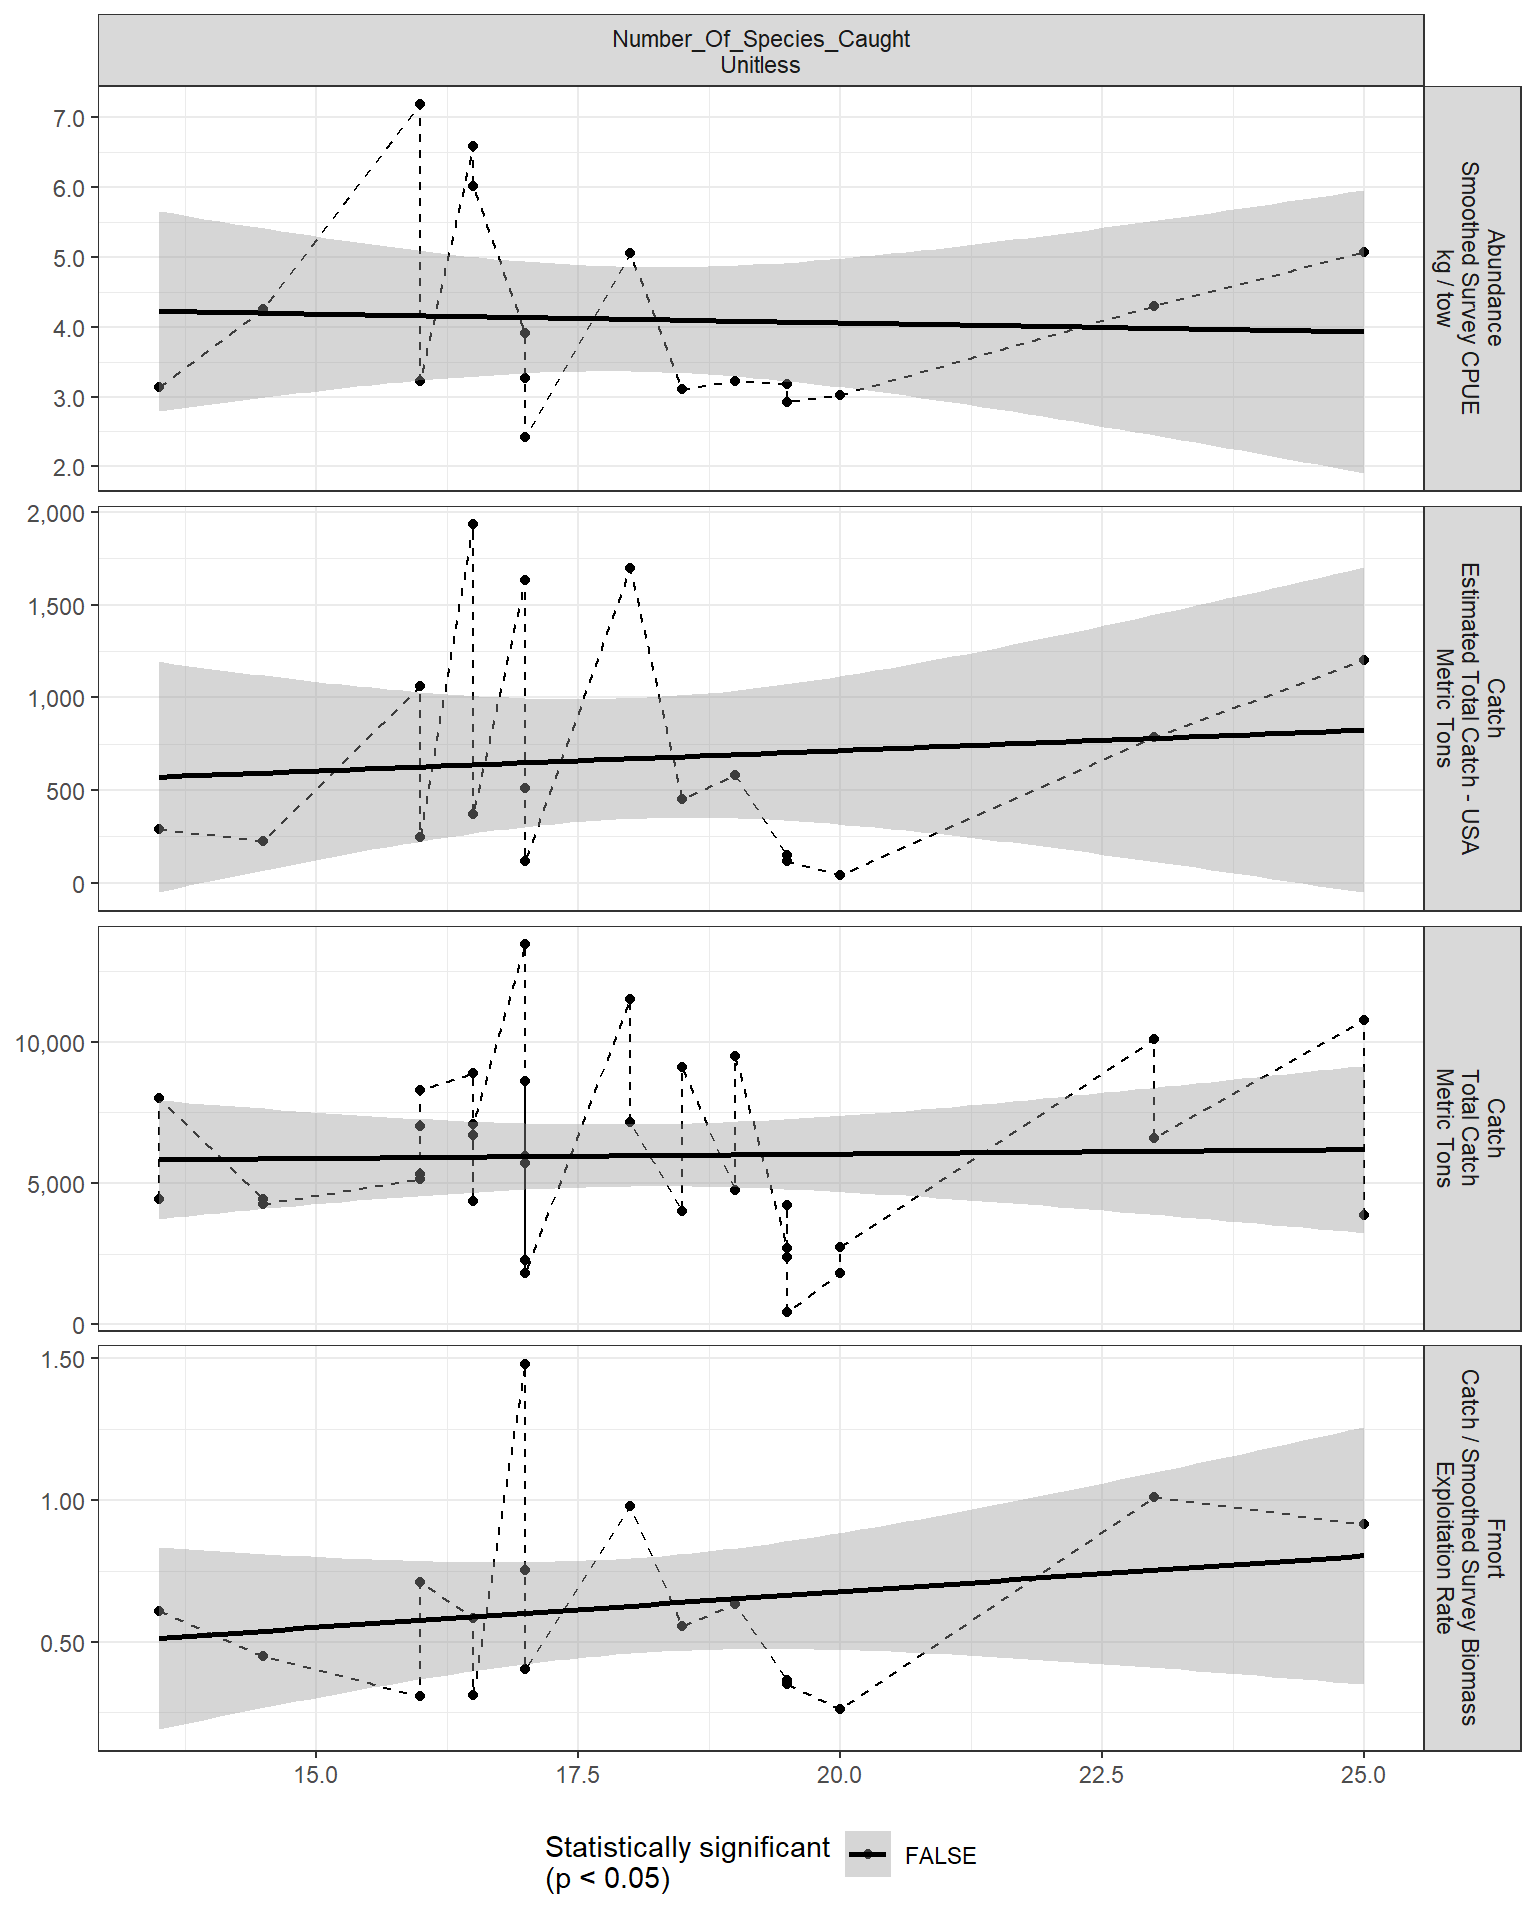 Number_Of_Species_Caught
Unitless
7.0
6.0
5.0
4.0
3.0
2.0
Abundance
Smoothed Survey CPUE
kg / tow
2,000
1,500
1,000
500
0
Catch
Estimated Total Catch - USA
Metric Tons
10,000
5,000
0
Catch
Total Catch
Metric Tons
1.50
1.00
0.50
Fmort
Catch / Smoothed Survey Biomass
Exploitation Rate
15.0 17.5 20.0 22.5 25.0
Statistically significant
(p < 0.05)
FALSE